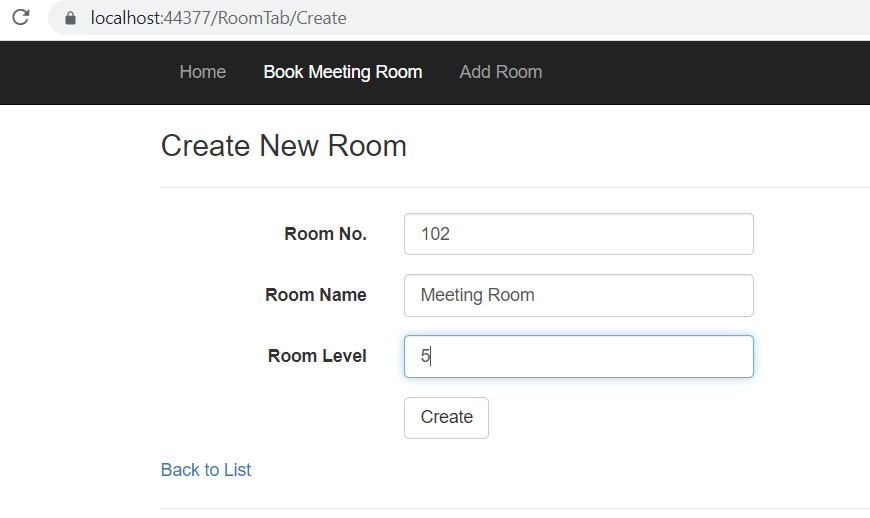 localhost:44377/RoomTab/Create
Home Book Meeting Room Add Room
Create New Room
Room No. 102
Room Name Meeting Room
Room Level 5
Create
Back to List